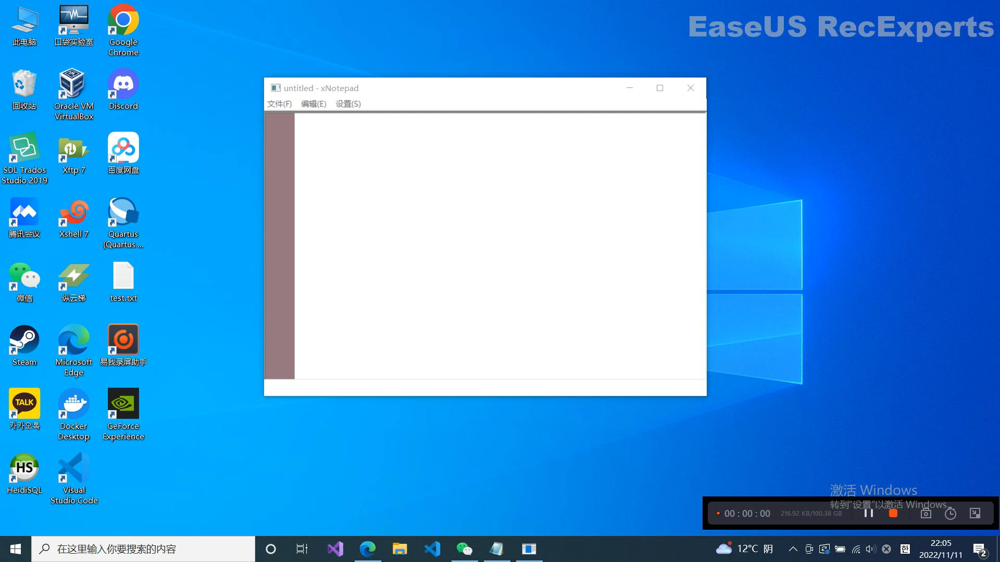 此电脑
口袋实验室
Google
Chrome
EaseUS RecExperts
回收站
Oracle VM
VirtualBox
Discord
untitled - xNotepad
文件(F) 编辑(E) 设置(S)
SDL Trados
Studio 2019
Xftp 7
百度网盘
腾讯会议
Xshell 7
Quartus
(Quartus ...
微信
纵云梯
test.txt
Steam
Microsoft
Edge
易我录屏助手
TALK
카카오톡
Docker
Desktop
GeForce
Experience
HS
HeidiSQL
Visual
Studio Code
激活 Windows
转到"设置"以激活 Windows。
00 : 00 : 00 216.92 KB/100.38 GB
在这里输入你要搜索的内容
12°C 阴
한
22:05
2022/11/11
2